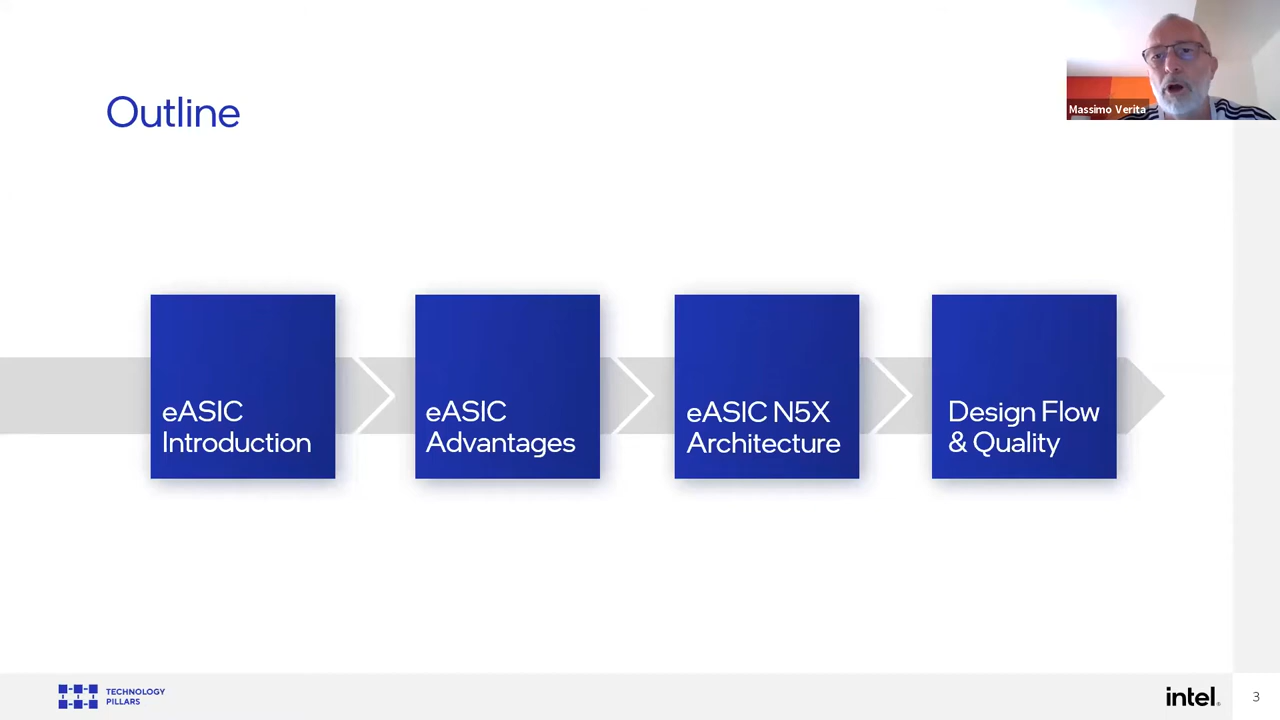 Outline
Massimo Verita
eASIC
Introduction
eASIC
Advantages
eASIC N5X
Architecture
Design Flow
& Quality
TECHNOLOGY
PILLARS
intel.
3